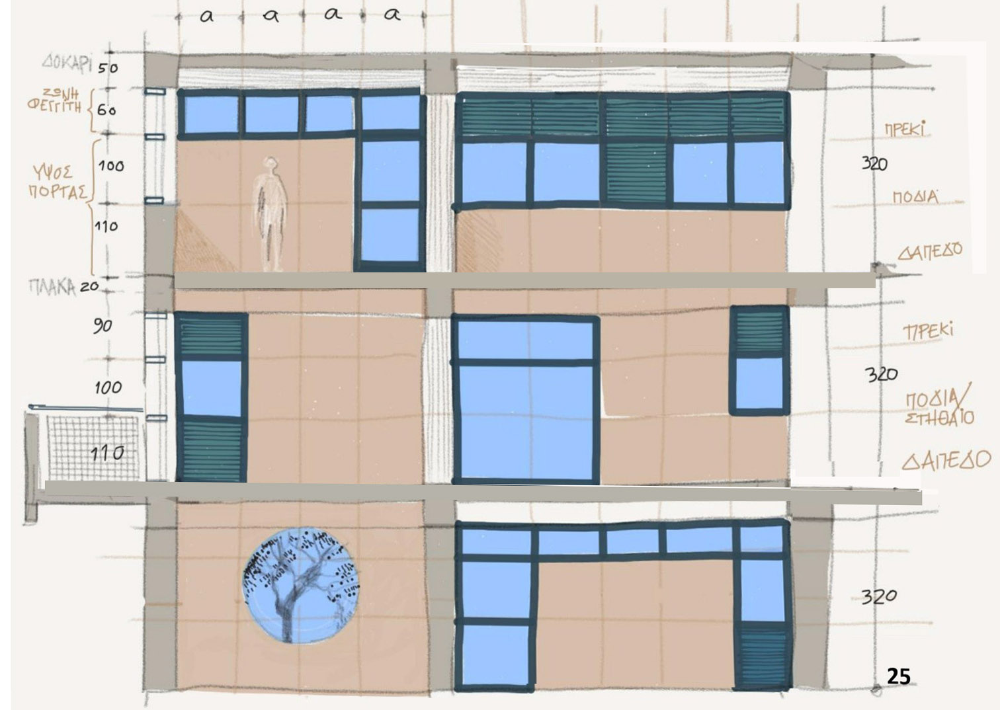 a a a a
ΔΟΚΑΡΙ 50
ΖΩΝΗ
ΦΕΓΓΙΤΗ 60
ΠΡΕΚΙ
100
320
ΥΨΟΣ
ΠΟΡΤΑΣ
ΠΟΔΙΑ
110
ΔΑΠΕΔΟ
ΠΛΑΚΑ 20
90
ΠΡΕΚΙ
320
100
ΠΟΔΙΑ/
ΣΤΗΘΑΙΟ
110
ΔΑΠΕΔΟ
320
25